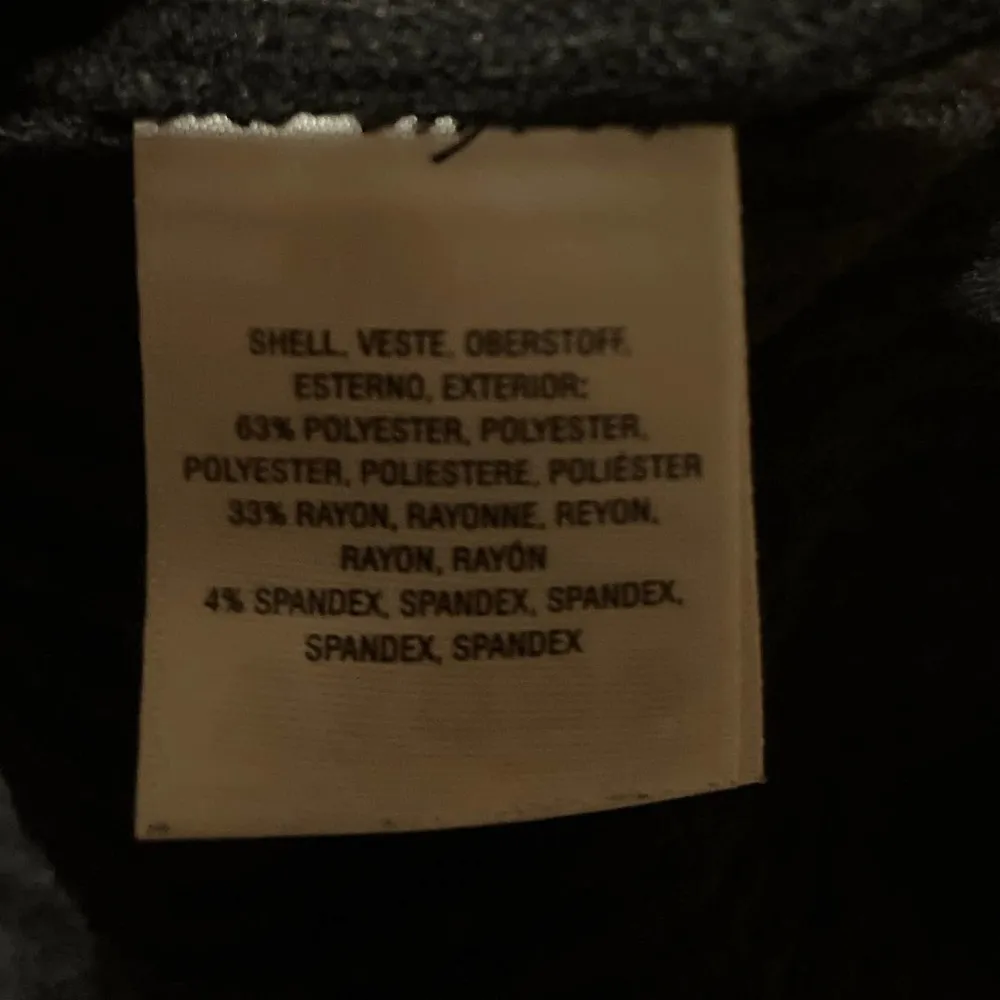 SHELL, VESTE, OBERSTOFF,
ESTERNO, EXTERIOR:
63% POLYESTER, POLYESTER,
POLYESTER, POLIESTERE, POLIÉSTER
33% RAYON, RAYONNE, REYON,
RAYON, RAYÓN
4% SPANDEX, SPANDEX, SPANDEX,
SPANDEX, SPANDEX